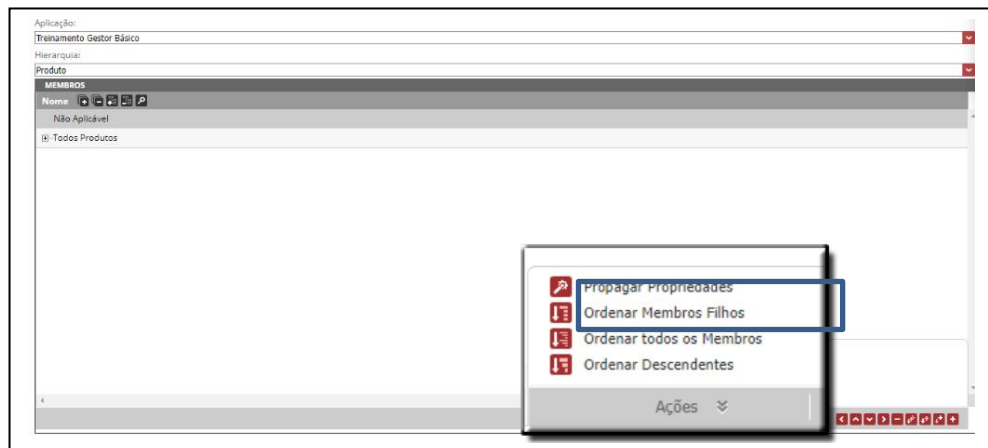 Aplicação:
Treinamento Gestor Básico
Hierarquia:
Produto
MEMBROS
Nome
Não Aplicável
Todos Produtos
Propagar Propriedades
Ordenar Membros Filhos
Ordenar todos os Membros
Ordenar Descendentes
Ações